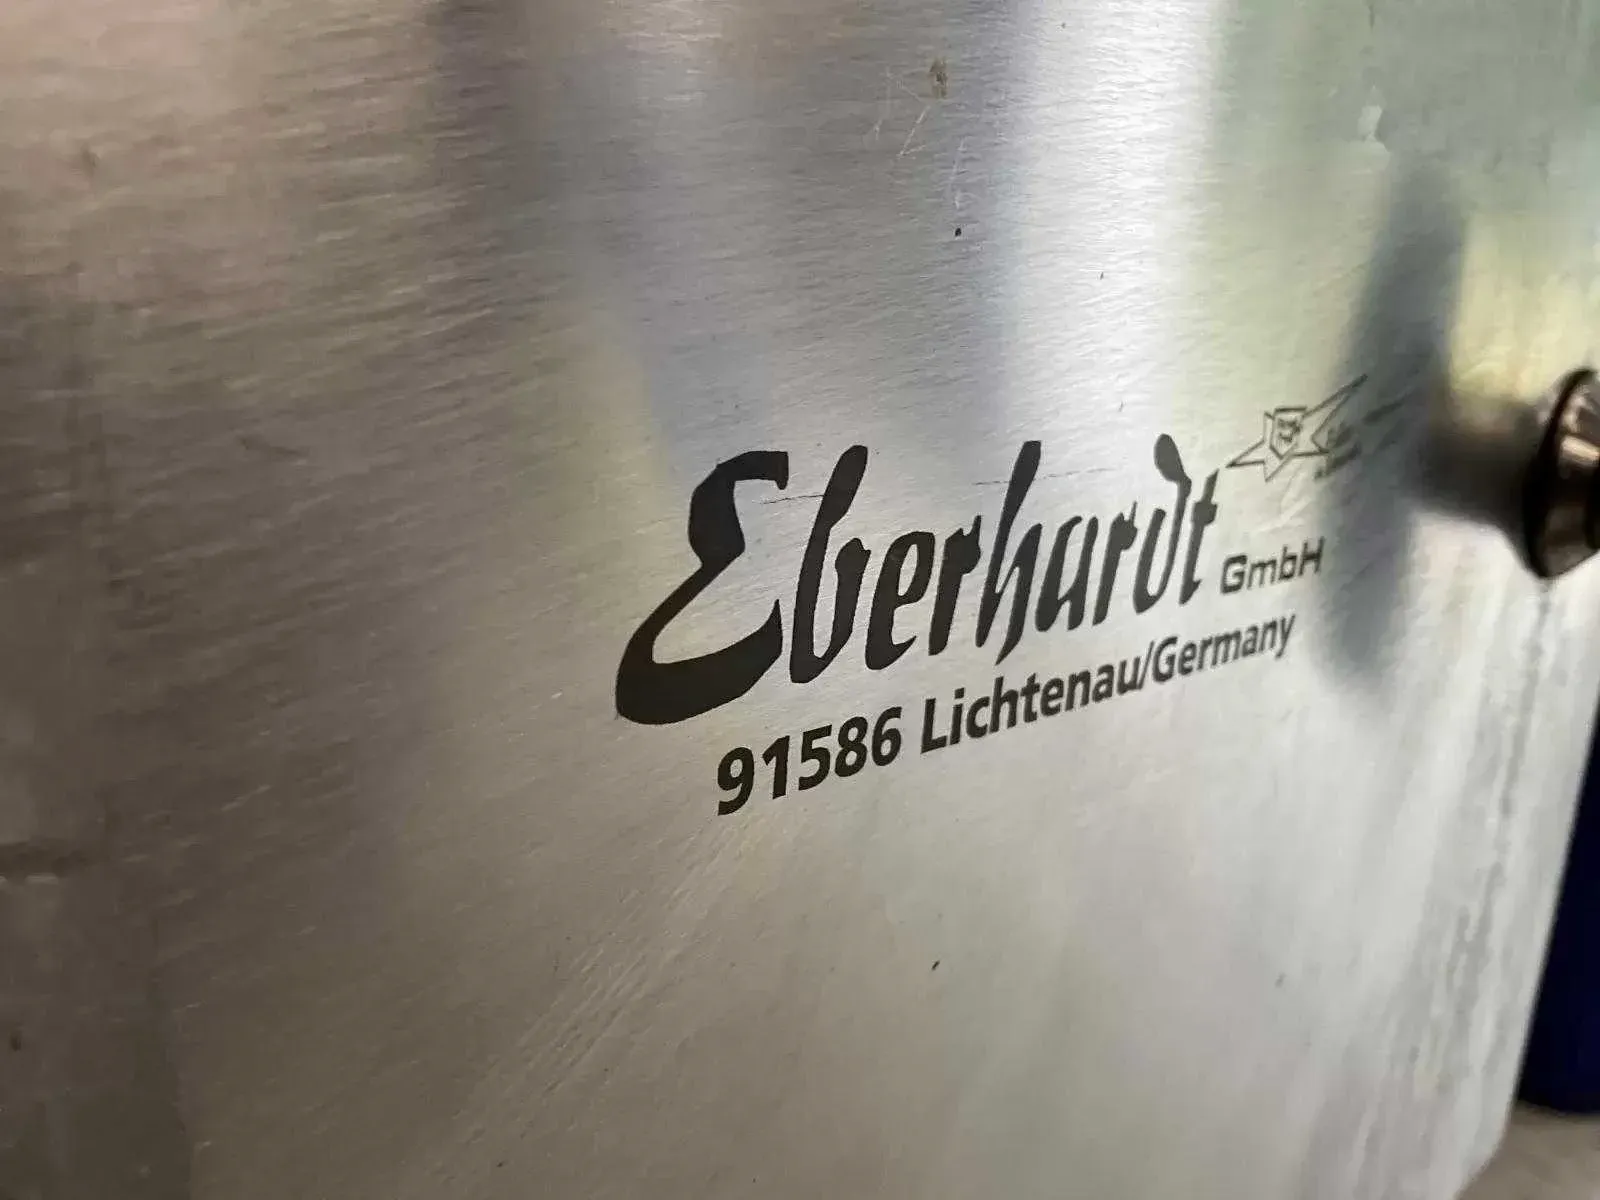 Eberhardt GmbH
91586 Lichtenau/Germany